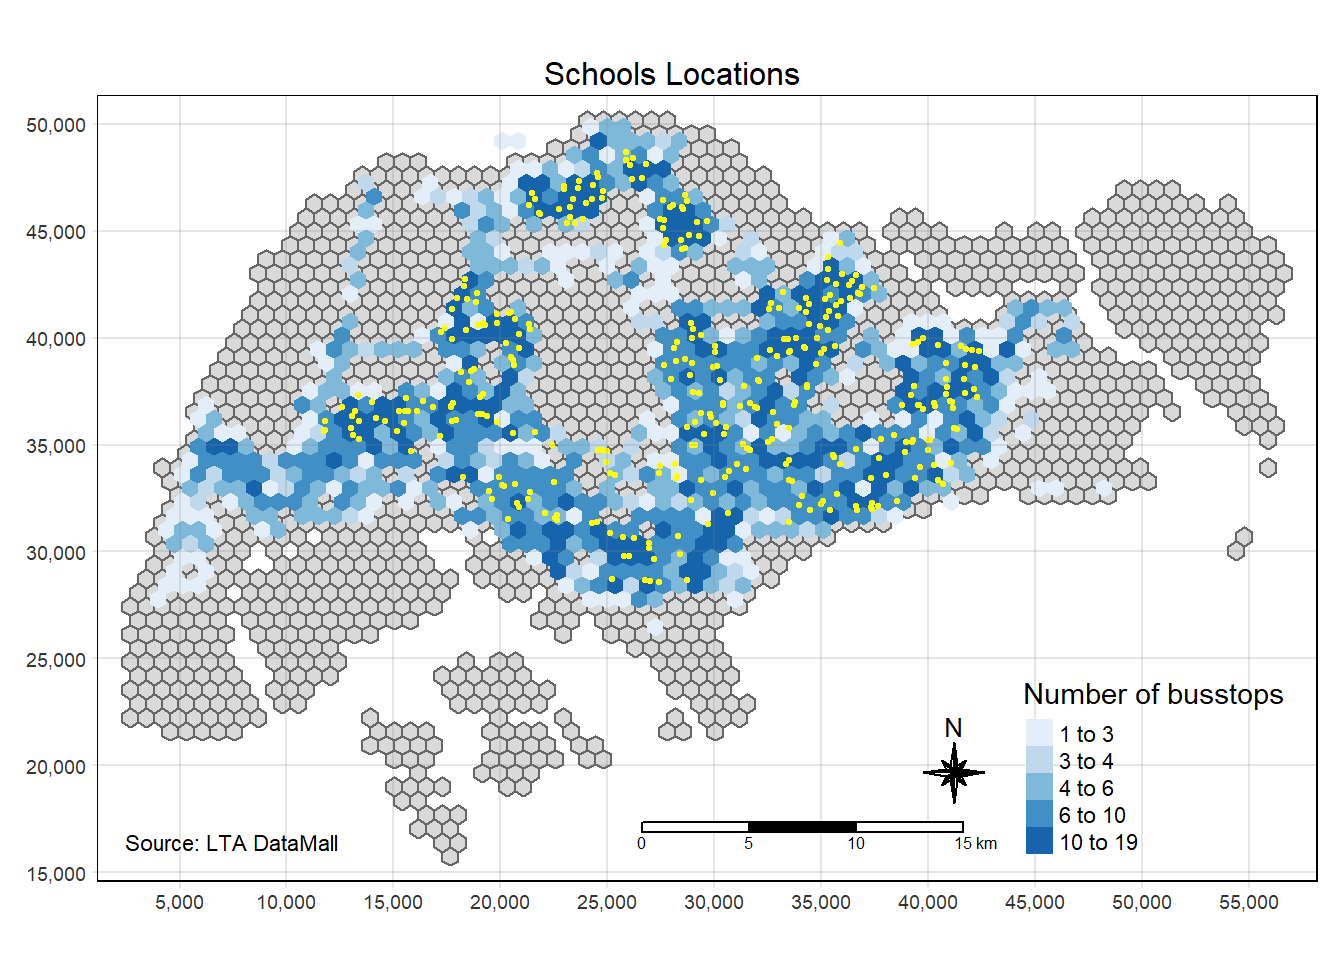 Schools Locations
50,000
45,000
40,000
35,000
30,000
25,000
20,000
15,000
Number of busstops
1 to 3
3 to 4
4 to 6
6 to 10
10 to 19
N
0 5 10 15 km
Source: LTA DataMall
5,000 10,000 15,000 20,000 25,000 30,000 35,000 40,000 45,000 50,000 55,000